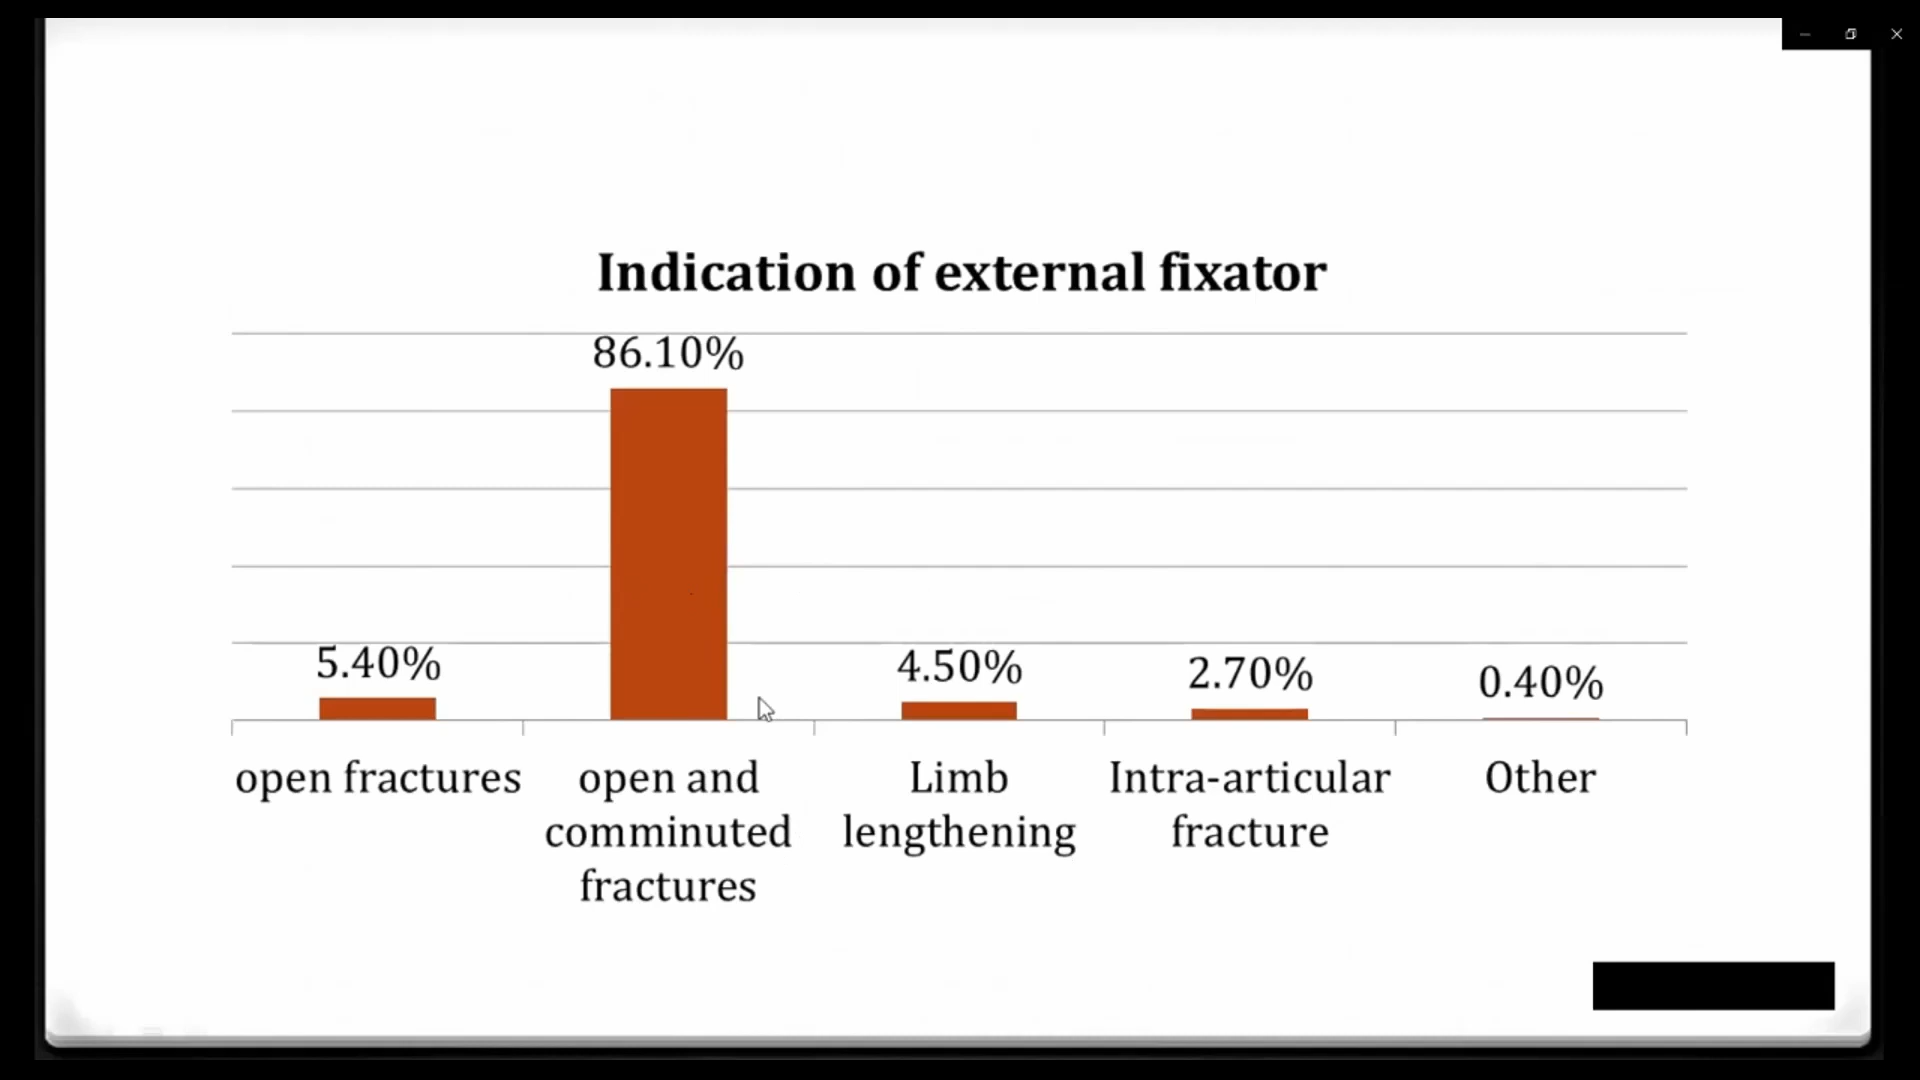 Indication of external fixator
86.10%
5.40%
4.50%
2.70%
0.40%
open fractures
open and
comminuted
fractures
Limb
lengthening
Intra-articular
fracture
Other